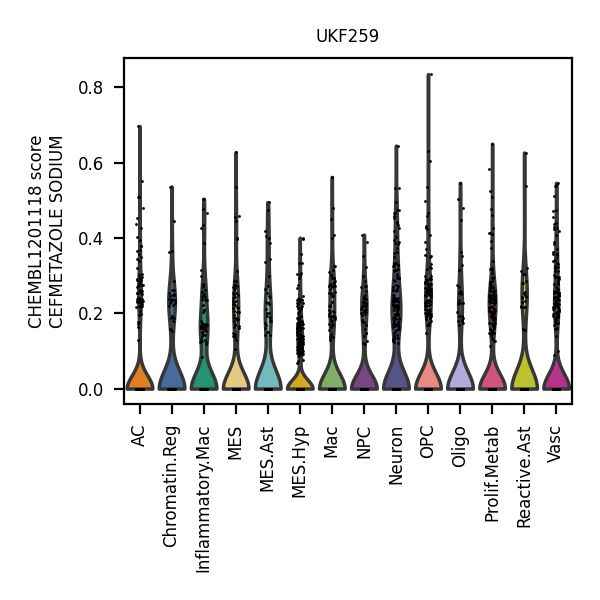 UKF259
CHEMBL1201118 score
CEFMETAZOLE SODIUM
0.8
0.6
0.4
0.2
0.0
AC
Chromatin.Reg
Inflammatory.Mac
MES
MES.Ast
MES.Hyp
Mac
NPC
Neuron
OPC
Oligo
Prolif.Metab
Reactive.Ast
Vasc